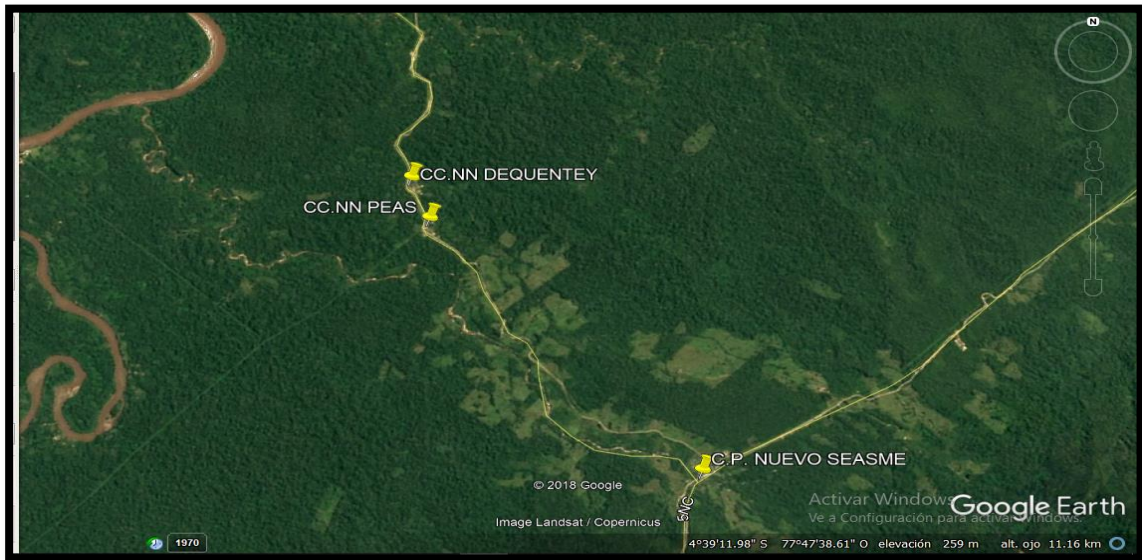 N
CC.NN DEQUENTEY
CC.NN PEAS
C.P. NUEVO SEASME
© 2018 Google
Image Landsat / Copernicus
5NC
Activar Windows
Ve a Configuración para activar Windows.
Google Earth
1970
4°39'11.98" S 77°47'38.61" O elevación 259 m alt. ojo 11.16 km